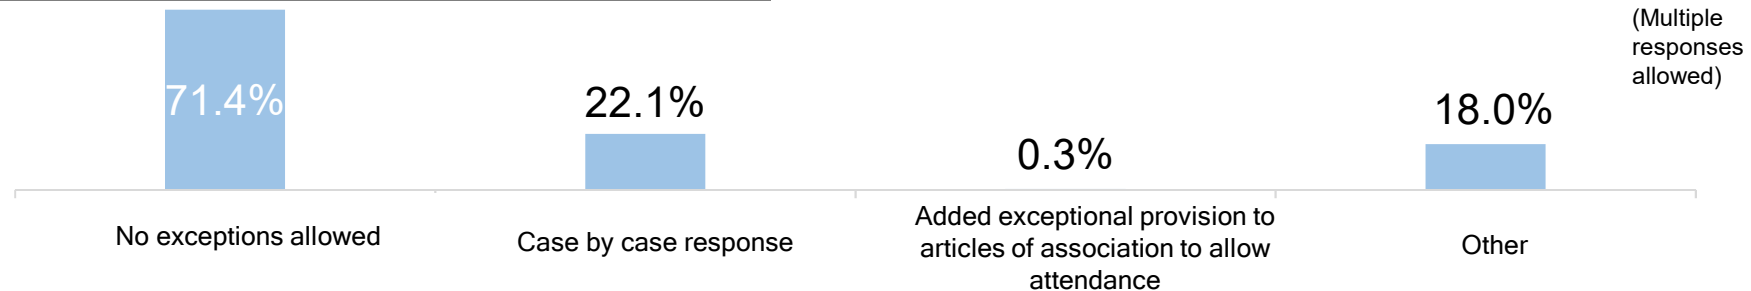 (Multiple
responses
allowed)
71.4%
22.1%
0.3%
18.0%
No exceptions allowed
Case by case response
Added exceptional provision to
articles of association to allow
attendance
Other